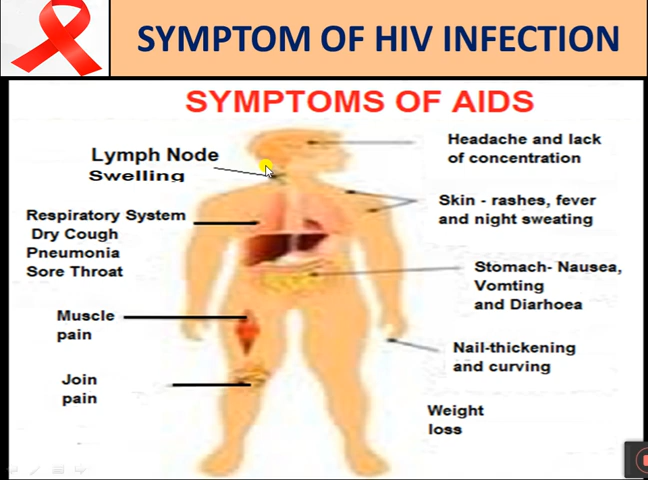 SYMPTOM OF HIV INFECTION
SYMPTOMS OF AIDS
Headache and lack
of concentration
Lymph Node
Swelling
Skin - rashes, fever
and night sweating
Respiratory System
Dry Cough
Pneumonia
Sore Throat
Stomach- Nausea,
Vomting
and Diarhoea
Muscle
pain
Nail-thickening
and curving
Join
pain
Weight
loss